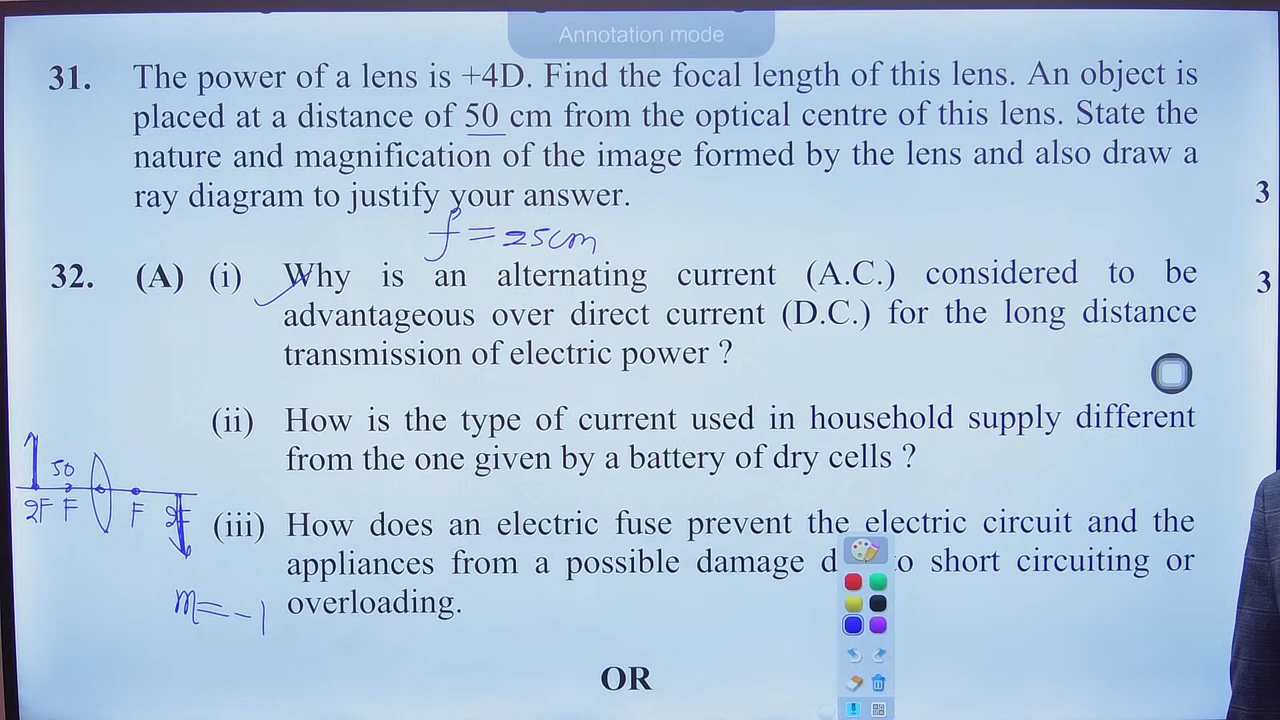 Annotation mode
31. The power of a lens is +4D. Find the focal length of this lens. An object is
placed at a distance of 50 cm from the optical centre of this lens. State the
nature and magnification of the image formed by the lens and also draw a
ray diagram to justify your answer. 3
f = 25cm
32. (A) (i) Why is an alternating current (A.C.) considered to be 3
advantageous over direct current (D.C.) for the long distance
transmission of electric power ?
(ii) How is the type of current used in household supply different
from the one given by a battery of dry cells ?
50
2F F F 2F
(iii) How does an electric fuse prevent the electric circuit and the
appliances from a possible damage d o short circuiting or
overloading.
m = -1
OR